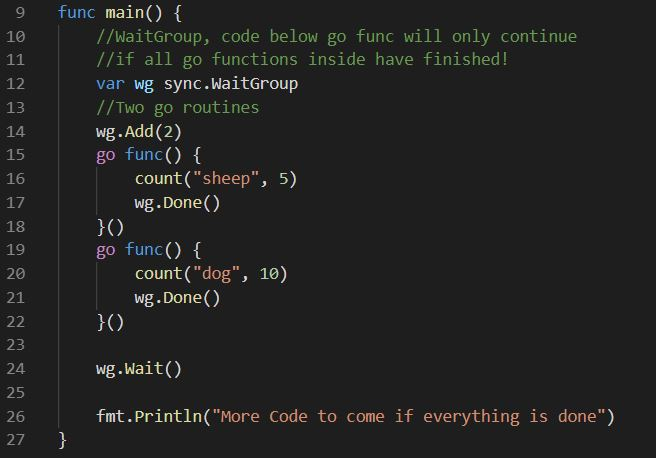 9 func main() {
10 //WaitGroup, code below go func will only continue
11 //if all go functions inside have finished!
12 var wg sync.WaitGroup
13 //Two go routines
14 wg.Add(2)
15 go func() {
16 count("sheep", 5)
17 wg.Done()
18 }()
19 go func() {
20 count("dog", 10)
21 wg.Done()
22 }()
23
24 wg.Wait()
25
26 fmt.Println("More Code to come if everything is done")
27 }